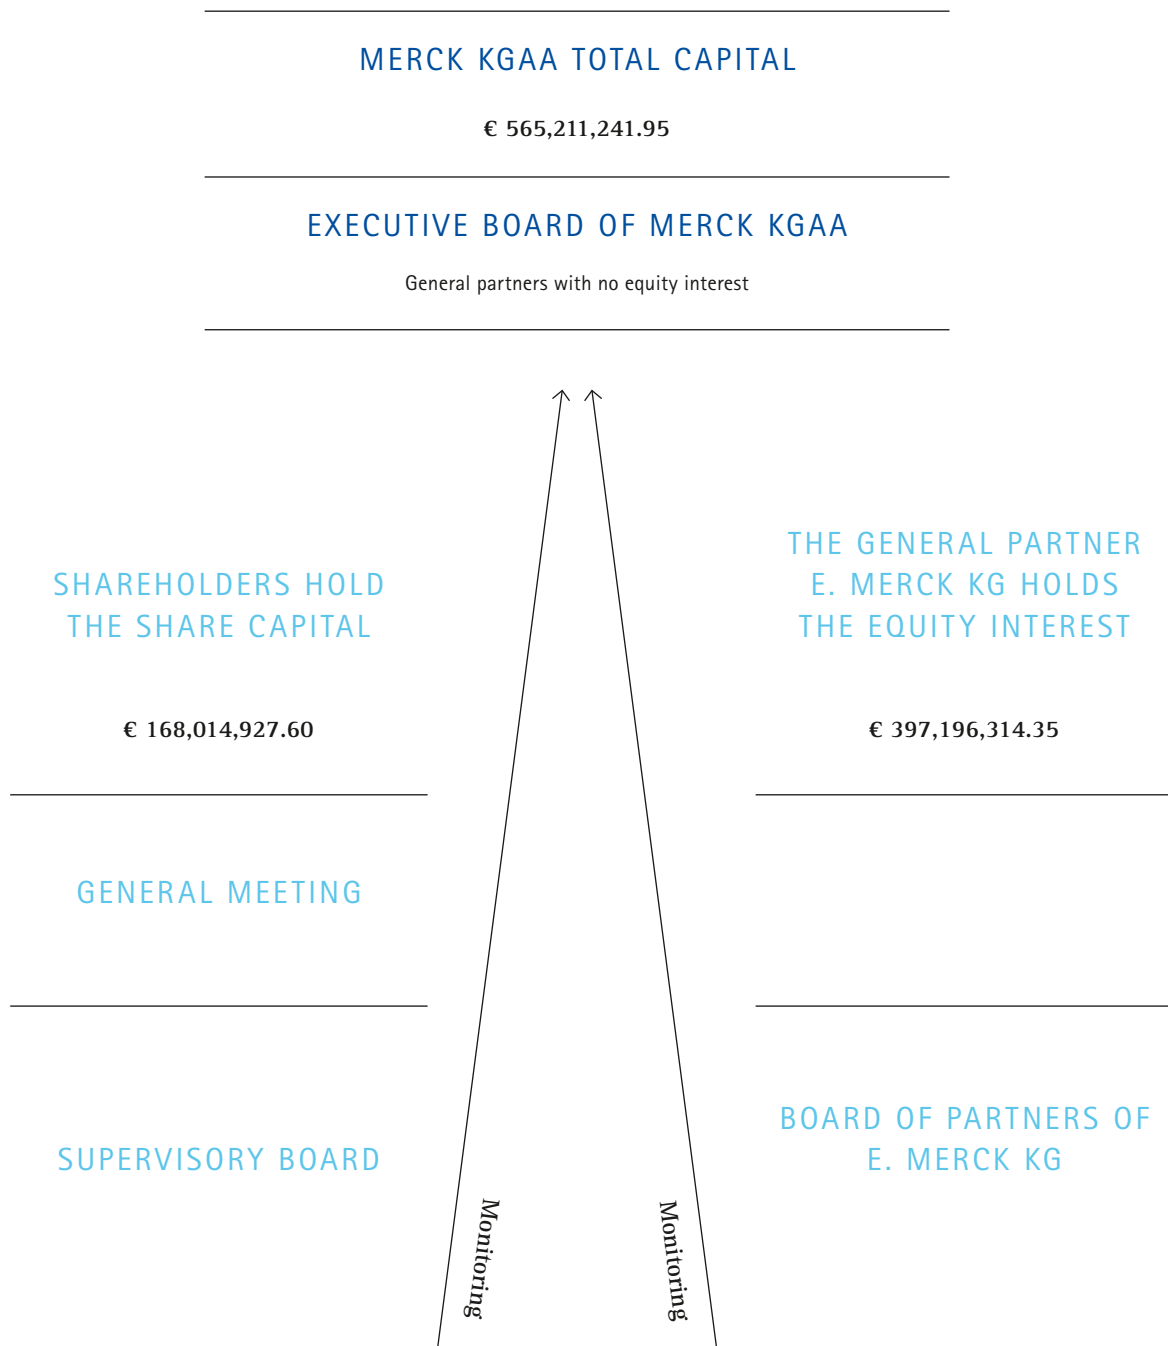 MERCK KGAA TOTAL CAPITAL
€ 565,211,241.95
EXECUTIVE BOARD OF MERCK KGAA
General partners with no equity interest
SHAREHOLDERS HOLD
THE SHARE CAPITAL
€ 168,014,927.60
THE GENERAL PARTNER
E. MERCK KG HOLDS
THE EQUITY INTEREST
€ 397,196,314.35
GENERAL MEETING
SUPERVISORY BOARD
BOARD OF PARTNERS OF
E. MERCK KG
Monitoring
Monitoring